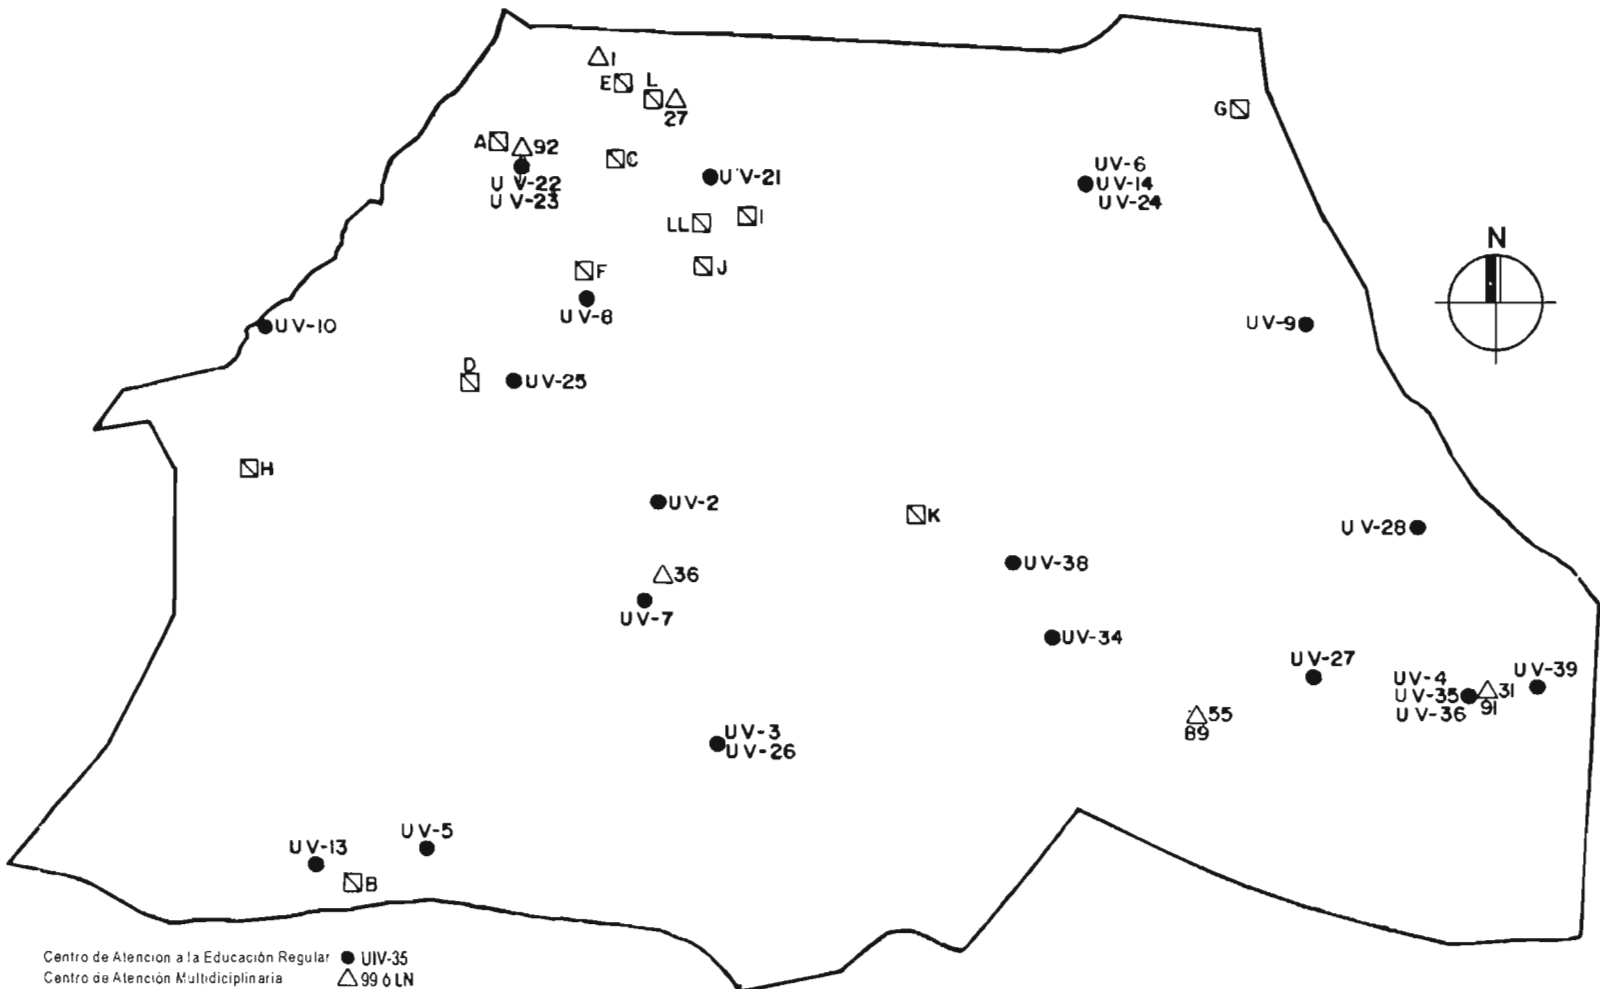 1
E
L
27
G
A
92
C
UV-22
UV-23
UV-21
UV-6
UV-14
UV-24
LL
I
N
F
J
UV-8
UV-10
UV-9
D
UV-25
H
UV-2
K
UV-28
UV-38
36
UV-7
UV-34
UV-27
UV-39
UV-4
UV-35
UV-36
31
91
55
89
UV-3
UV-26
UV-5
UV-13
B
Centro de Atencion a la Educación Regular UIV-35
Centro de Atención Multidiciplinaria 99 ó LN